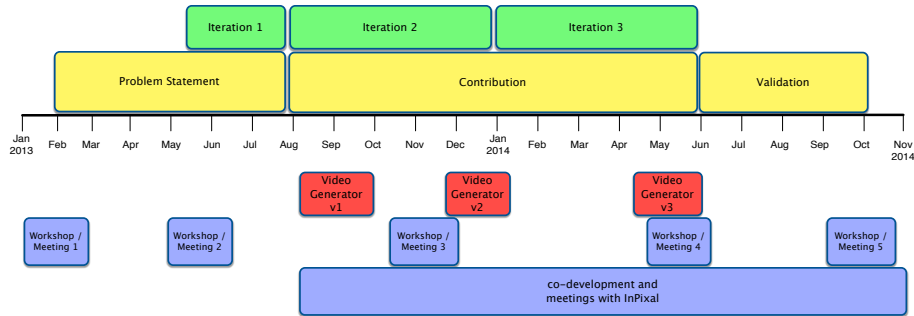 Iteration 1
Iteration 2
Iteration 3
Problem Statement
Contribution
Validation
Jan
2013
Feb
Mar
Apr
May
Jun
Jul
Aug
Sep
Oct
Nov
Dec
Jan
2014
Feb
Mar
Apr
May
Jun
Jul
Aug
Sep
Oct
Nov
2014
Video
Generator
v1
Video
Generator
v2
Video
Generator
v3
Workshop /
Meeting 1
Workshop /
Meeting 2
Workshop /
Meeting 3
Workshop /
Meeting 4
Workshop /
Meeting 5
co-development and
meetings with InPixal